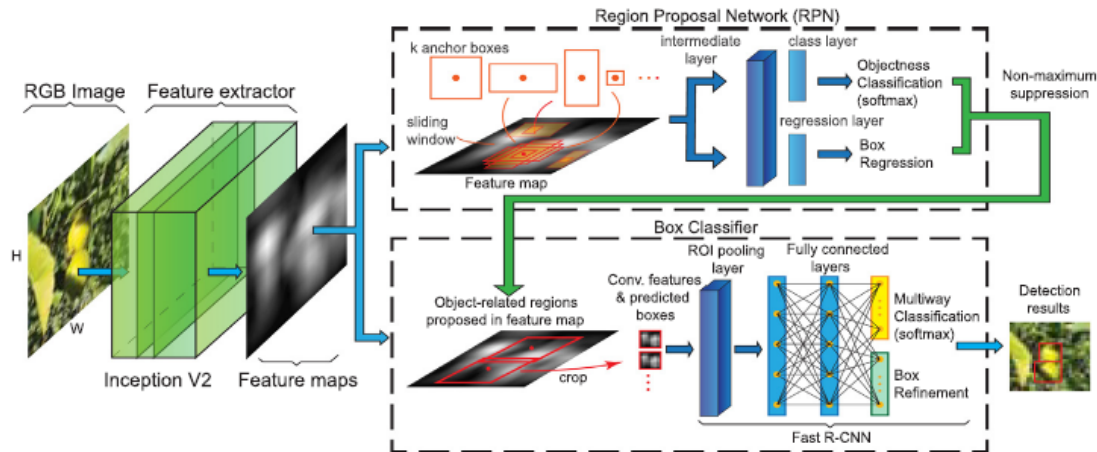 Region Proposal Network (RPN)
k anchor boxes
intermediate
layer
class layer
Objectness
Classification
(softmax)
Non-maximum
suppression
RGB Image
Feature extractor
sliding
window
regression layer
Box
Regression
Feature map
H
W
Inception V2
Feature maps
Box Classifier
ROI pooling
layer
Fully connected
layers
Object-related regions
proposed in feature map
Conv. features
& predicted
boxes
Multiway
Classification
(softmax)
Detection
results
crop
Box
Refinement
Fast R-CNN